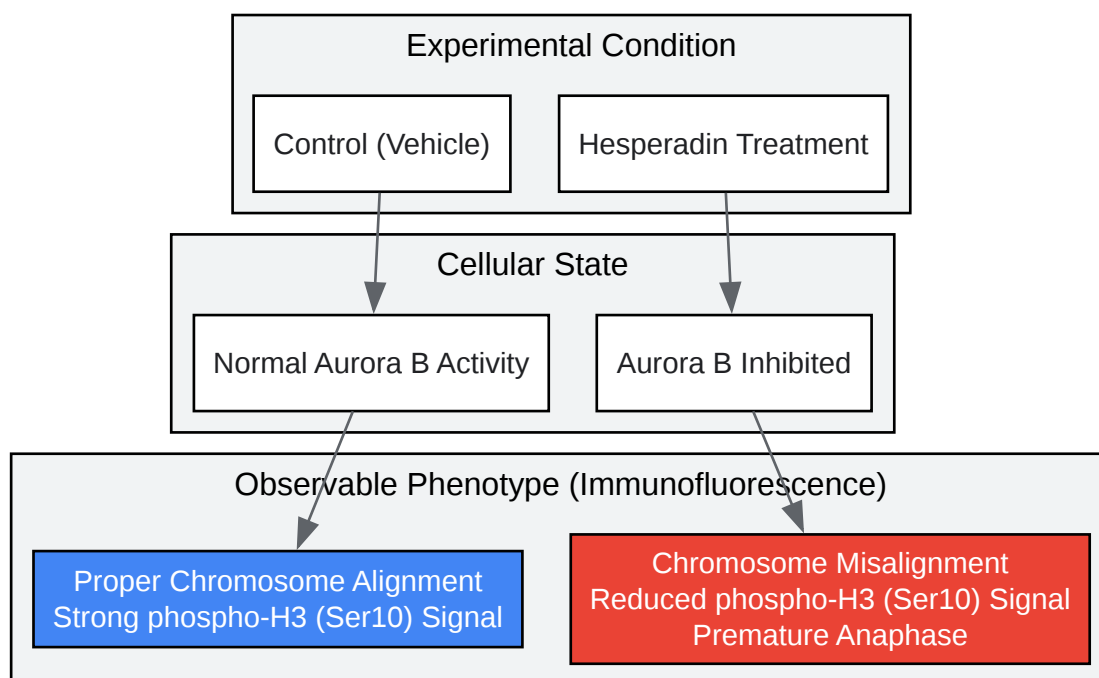 Experimental Condition
Control (Vehicle)
Hesperadin Treatment
Cellular State
Normal Aurora B Activity
Aurora B Inhibited
Observable Phenotype (Immunofluorescence)
Proper Chromosome Alignment
Strong phospho-H3 (Ser10) Signal
Chromosome Misalignment
Reduced phospho-H3 (Ser10) Signal
Premature Anaphase